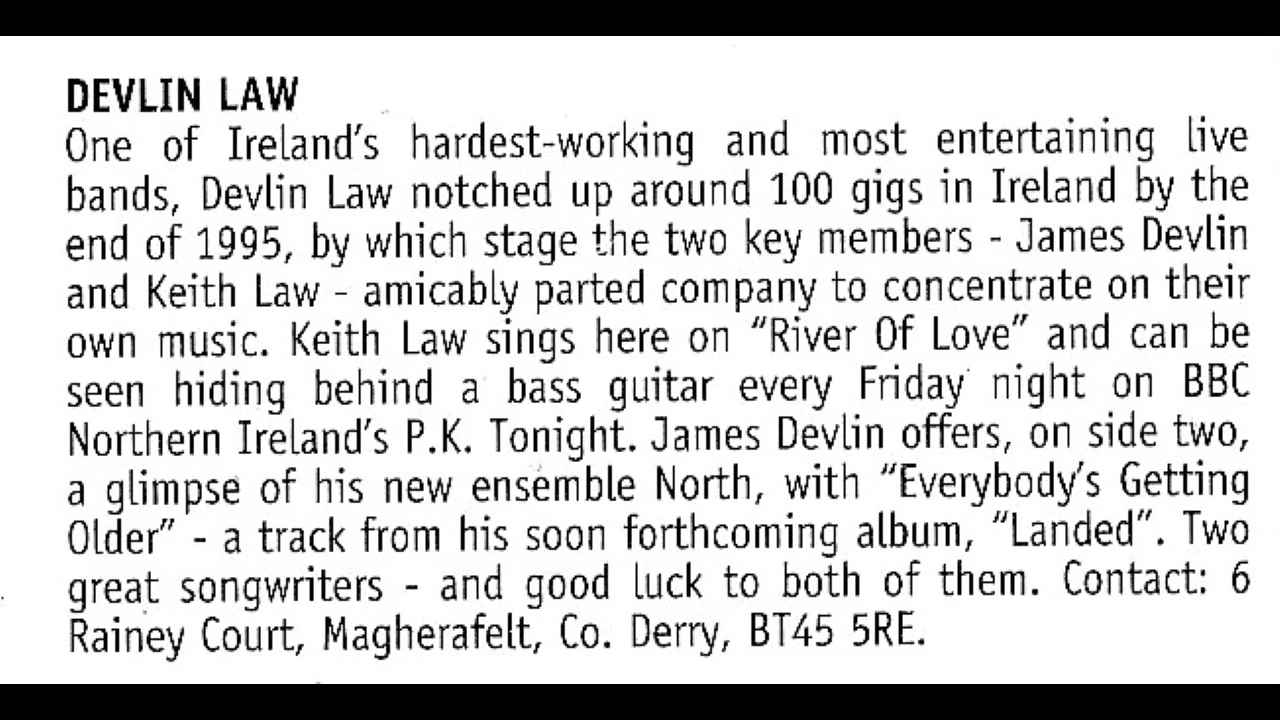 DEVLIN LAW
One of Ireland's hardest-working and most entertaining live
bands, Devlin Law notched up around 100 gigs in Ireland by the
end of 1995, by which stage the two key members - James Devlin
and Keith Law - amicably parted company to concentrate on their
own music. Keith Law sings here on "River Of Love" and can be
seen hiding behind a bass guitar every Friday night on BBC
Northern Ireland's P.K. Tonight. James Devlin offers, on side two,
a glimpse of his new ensemble North, with "Everybody's Getting
Older" - a track from his soon forthcoming album, "Landed". Two
great songwriters - and good luck to both of them. Contact: 6
Rainey Court, Magherafelt, Co. Derry, BT45 5RE.